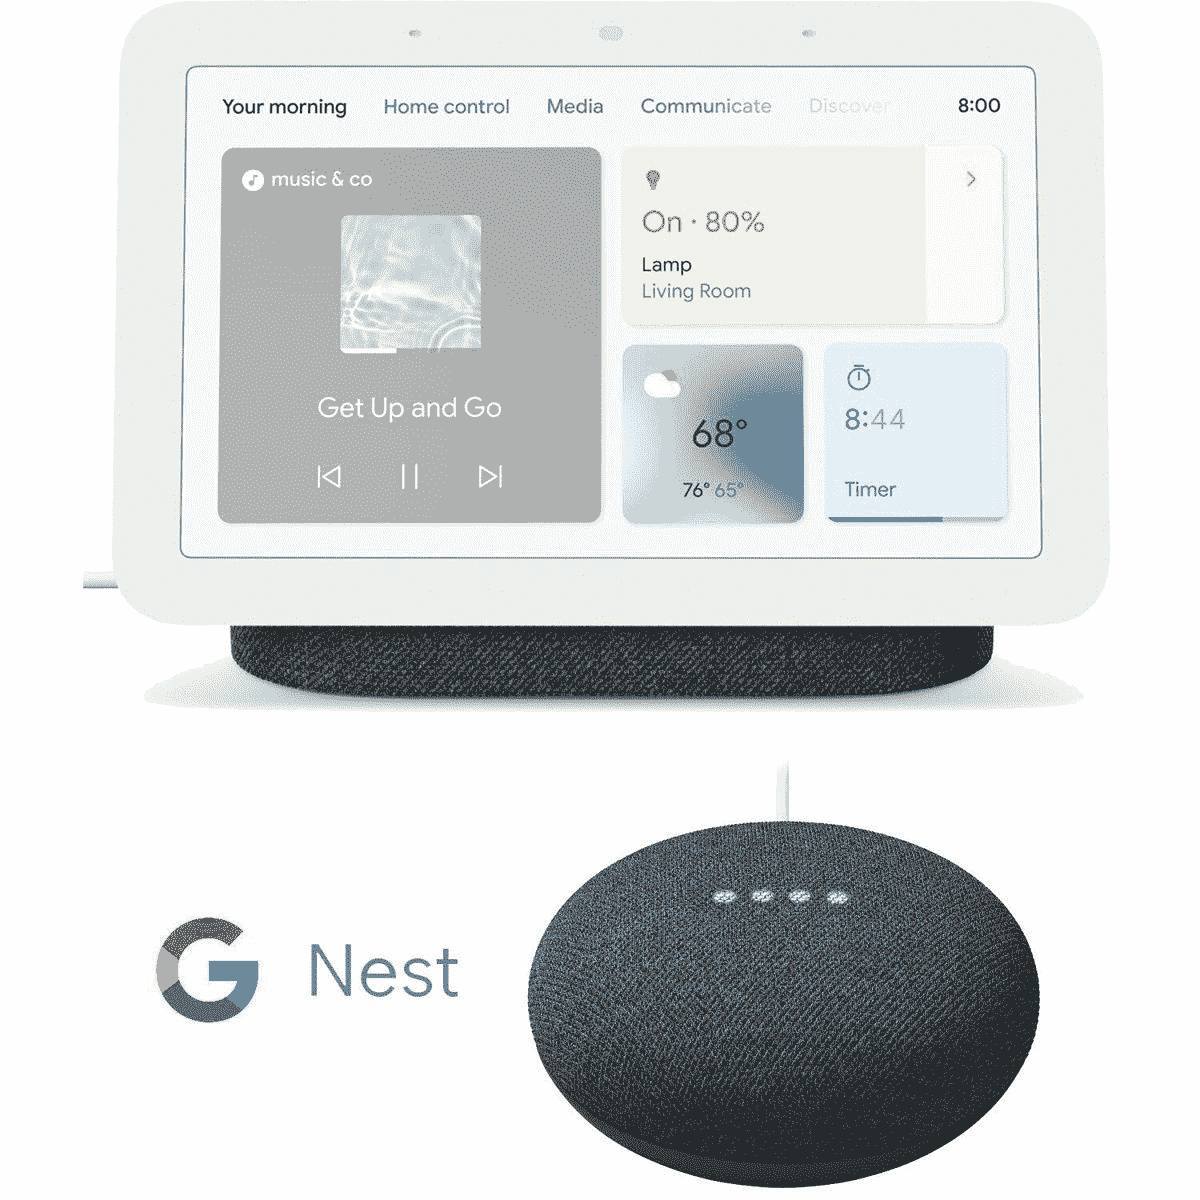 Your morning Home control Media Communicate Discover 8:00
music & co
Get Up and Go
On · 80%
Lamp
Living Room
68°
76° 65°
8:44
Timer
G Nest